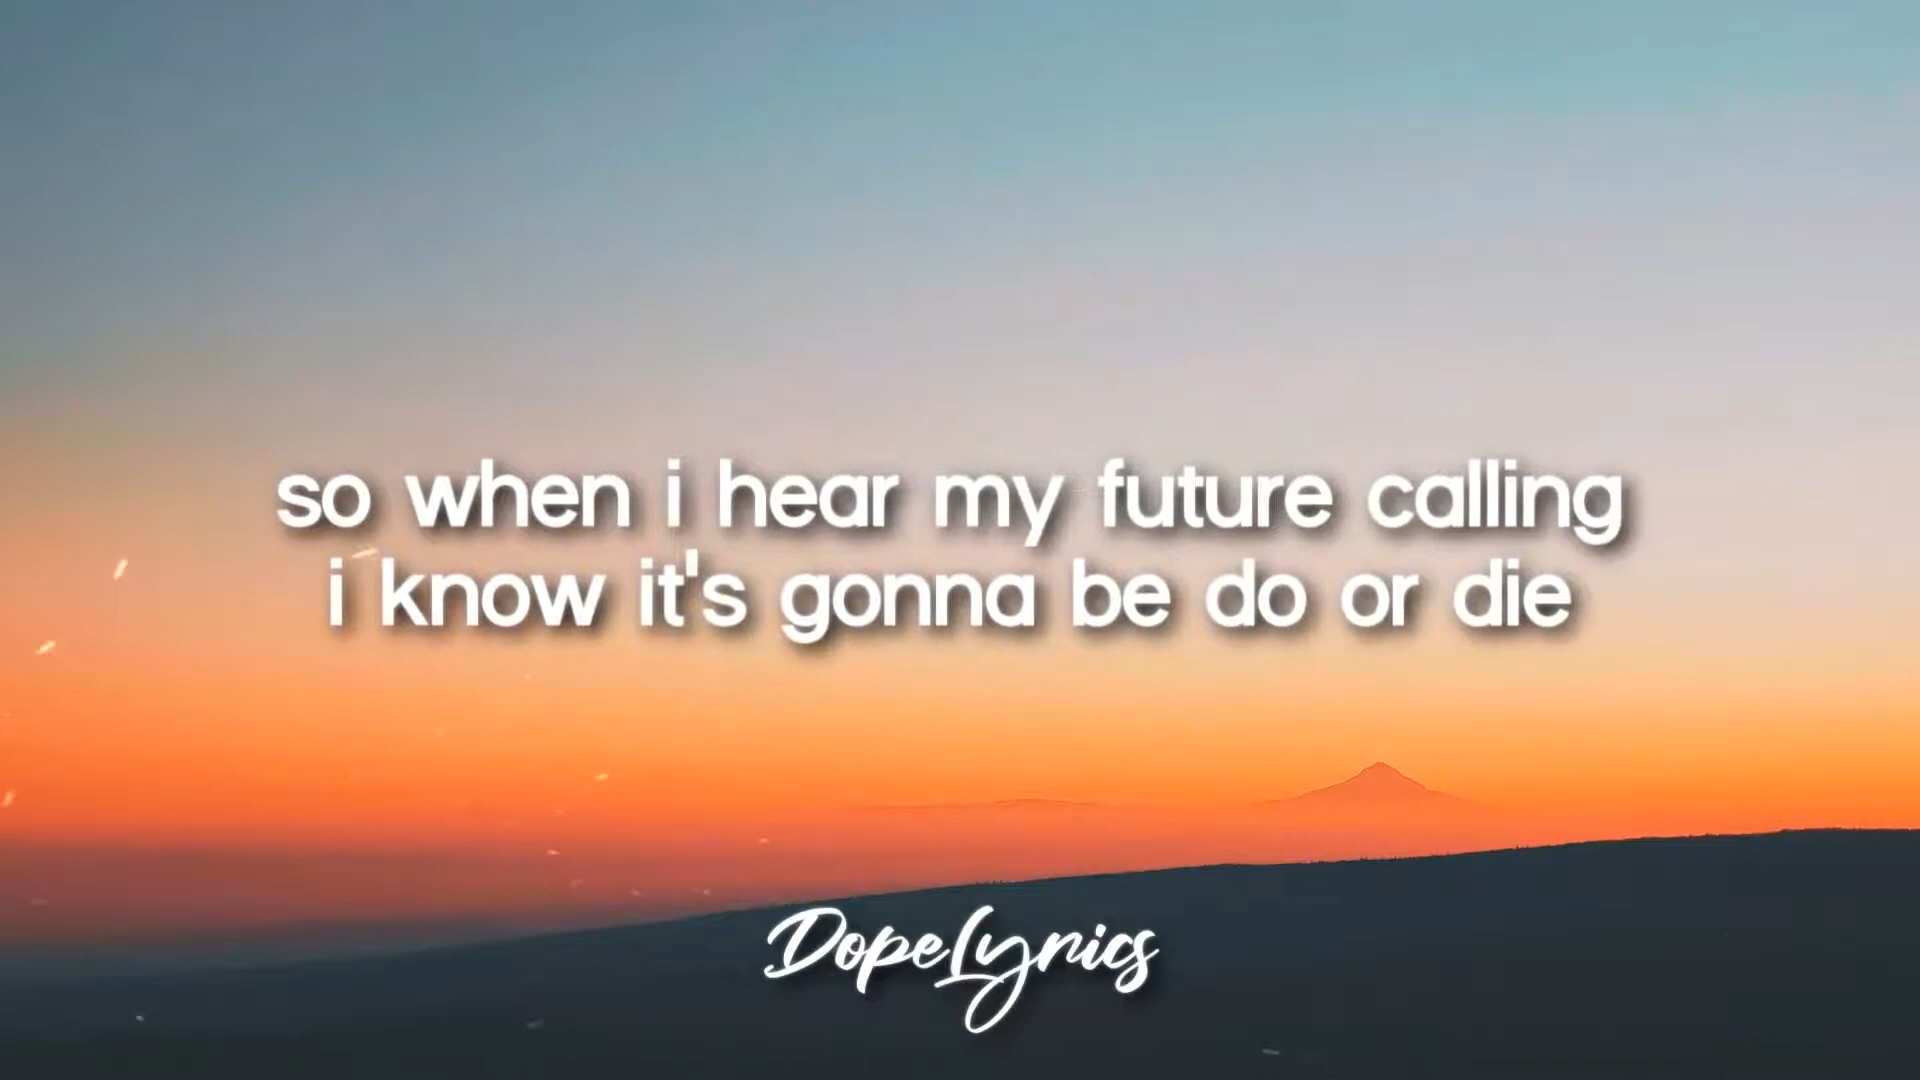 so when i hear my future calling
i know it's gonna be do or die
DopeLyrics